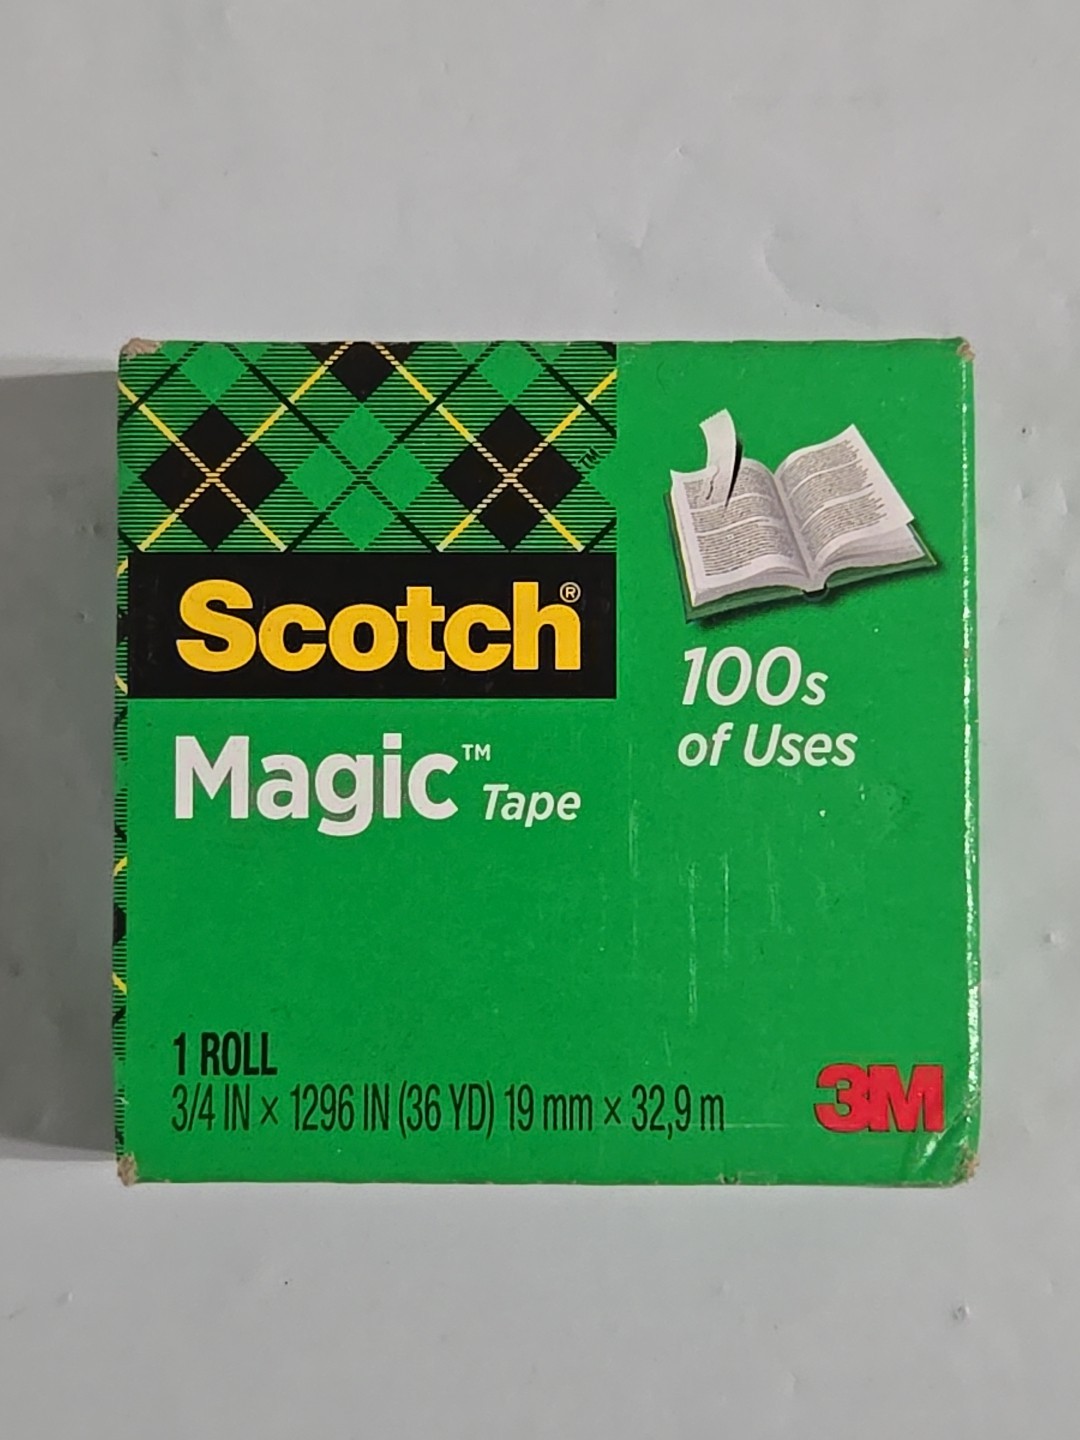 Scotch®
™
Magic™ Tape
100s
of Uses
1 ROLL
3/4 IN × 1296 IN (36 YD) 19 mm × 32,9 m
3M